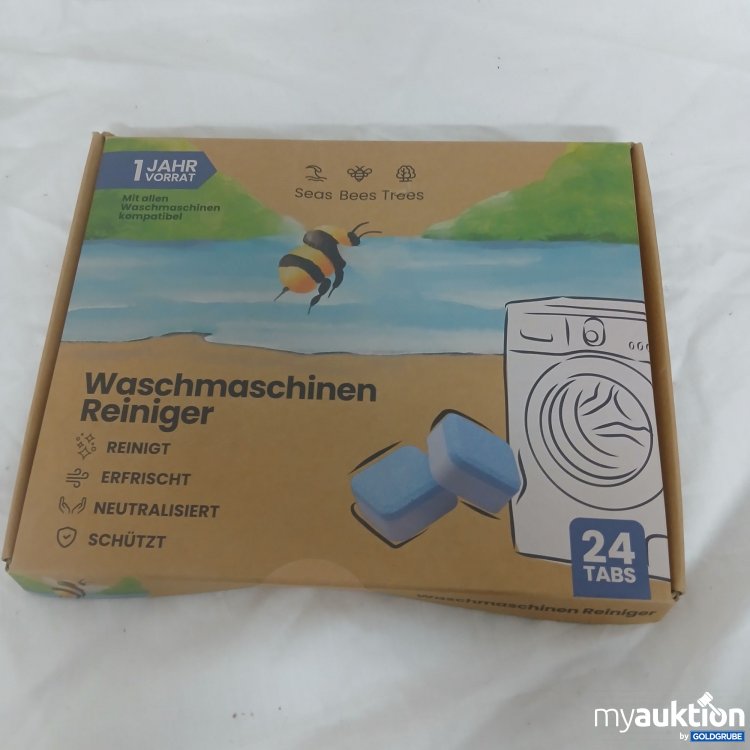 1 JAHR
VORRAT
Mit allen
Waschmaschinen
kompatibel
Seas Bees Trees
Waschmaschinen
Reiniger
REINIGT
ERFRISCHT
NEUTRALISIERT
SCHÜTZT
24
TABS
Waschmaschinen Reiniger
myauktion
by GOLDGRUBE